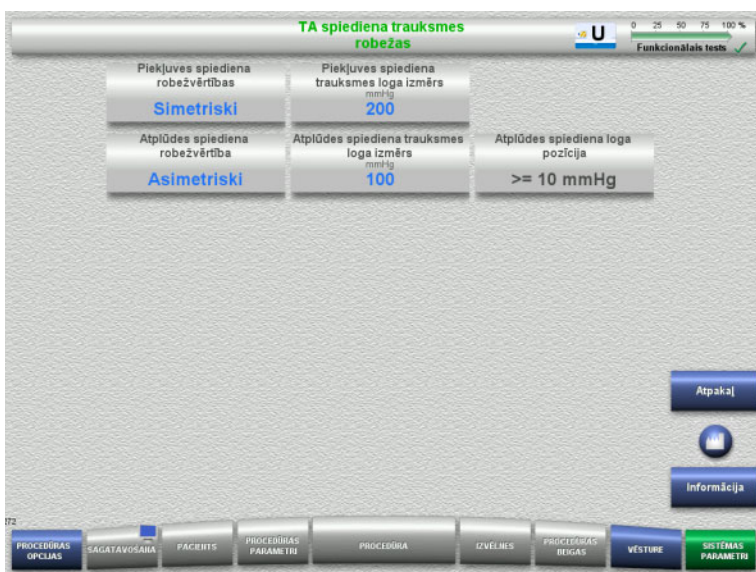 TA spiediena trauksmes
robežas
U
0 25 50 75 100 %
Funkcionālais tests
Piekļuves spiediena
robežvērtības
Simetriski
Piekļuves spiediena
trauksmes loga izmērs
mmHg
200
Atplūdes spiediena
robežvērtība
Asimetriski
Atplūdes spiediena trauksmes
loga izmērs
mmHg
100
Atplūdes spiediena loga
pozīcija
>= 10 mmHg
Atpakaļ
Informācija
272
PROCEDŪRAS
OPCIJAS
SAGATAVOŠANA
PACIENTS
PROCEDŪRAS
PARAMETRI
PROCEDŪRA
IZVĒLNES
PROCEDŪRAS
BEIGAS
VĒSTURE
SISTĒMAS
PARAMETRI